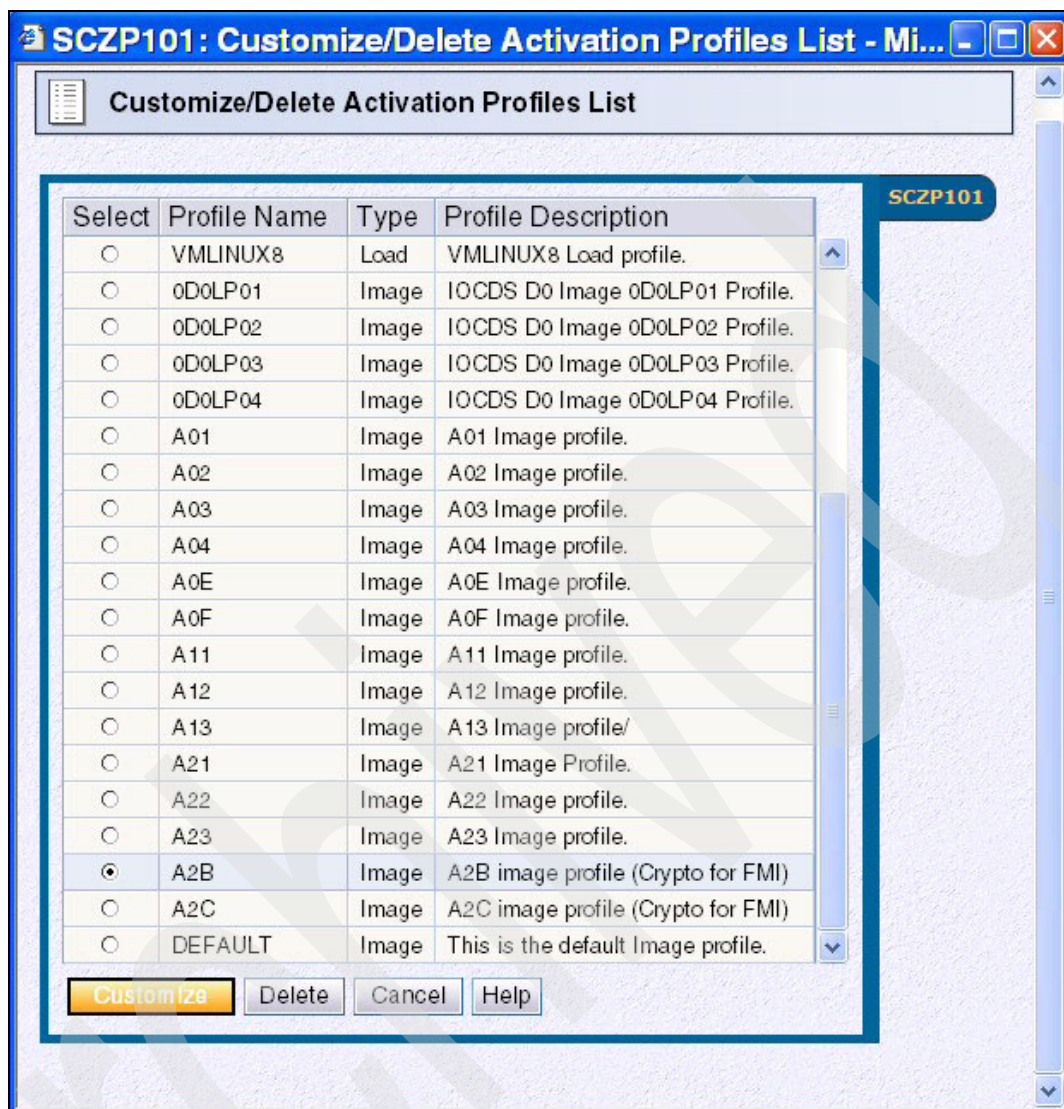 SCZP101: Customize/Delete Activation Profiles List - Mi...
Customize/Delete Activation Profiles List
SCZP101
Select Profile Name Type Profile Description
VMLINUX8 Load VMLINUX8 Load profile.
0D0LP01 Image IOCDS D0 Image 0D0LP01 Profile.
0D0LP02 Image IOCDS D0 Image 0D0LP02 Profile.
0D0LP03 Image IOCDS D0 Image 0D0LP03 Profile.
0D0LP04 Image IOCDS D0 Image 0D0LP04 Profile.
A01 Image A01 Image profile.
A02 Image A02 Image profile.
A03 Image A03 Image profile.
A04 Image A04 Image profile.
A0E Image A0E Image profile.
A0F Image A0F Image profile.
A11 Image A11 Image profile.
A12 Image A12 Image profile.
A13 Image A13 Image profile/
A21 Image A21 Image Profile.
A22 Image A22 Image profile.
A23 Image A23 Image profile.
A2B Image A2B image profile (Crypto for FMI)
A2C Image A2C image profile (Crypto for FMI)
DEFAULT Image This is the default Image profile.
Customize Delete Cancel Help